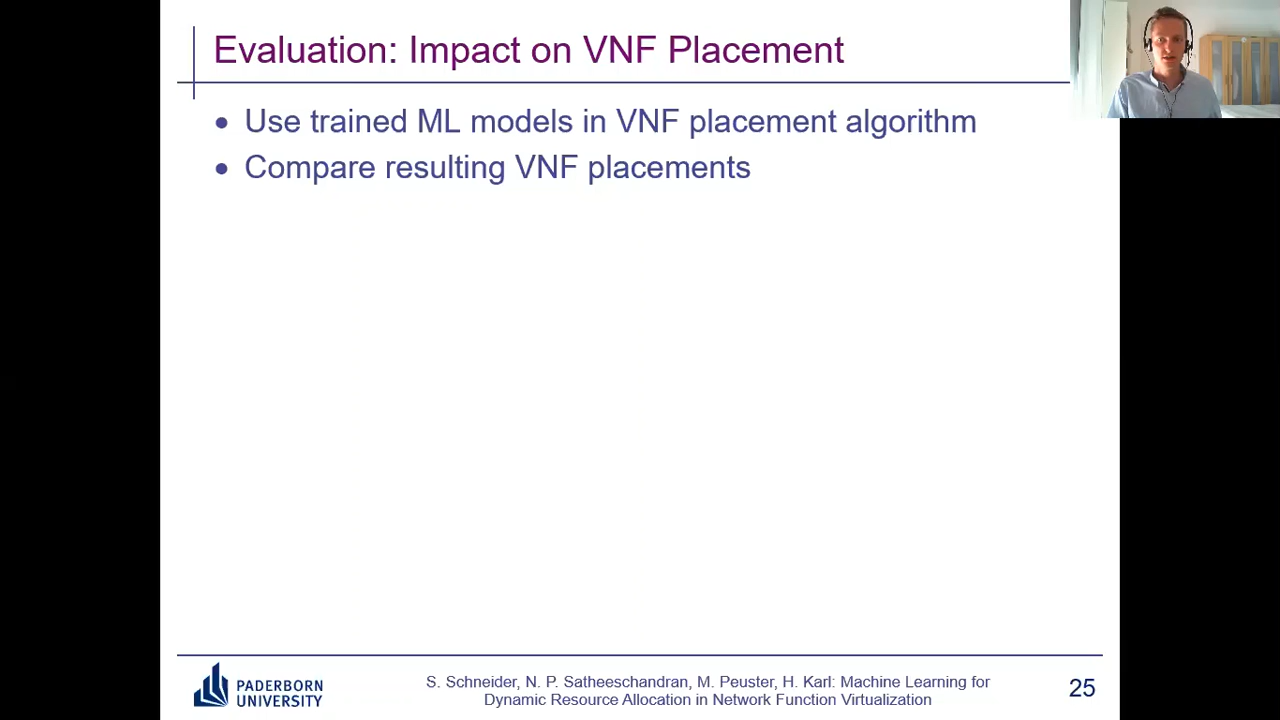 Evaluation: Impact on VNF Placement
• Use trained ML models in VNF placement algorithm
• Compare resulting VNF placements
PADERBORN
UNIVERSITY
S. Schneider, N. P. Satheeschandran, M. Peuster, H. Karl: Machine Learning for
Dynamic Resource Allocation in Network Function Virtualization
25